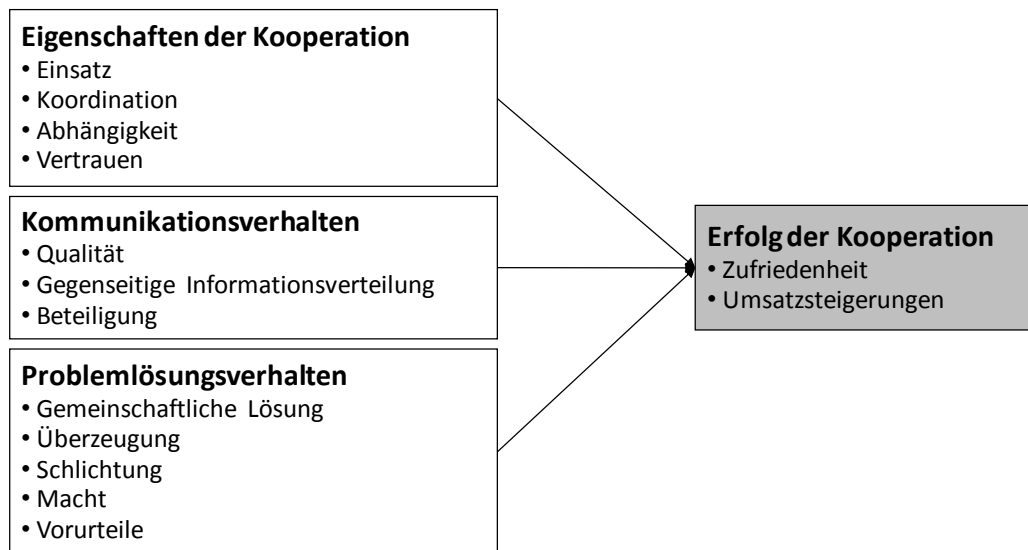 Eigenschaften der Kooperation
• Einsatz
• Koordination
• Abhängigkeit
• Vertrauen
Kommunikationsverhalten
• Qualität
• Gegenseitige Informationsverteilung
• Beteiligung
Problemlösungsverhalten
• Gemeinschaftliche Lösung
• Überzeugung
• Schlichtung
• Macht
• Vorurteile
Erfolg der Kooperation
• Zufriedenheit
• Umsatzsteigerungen